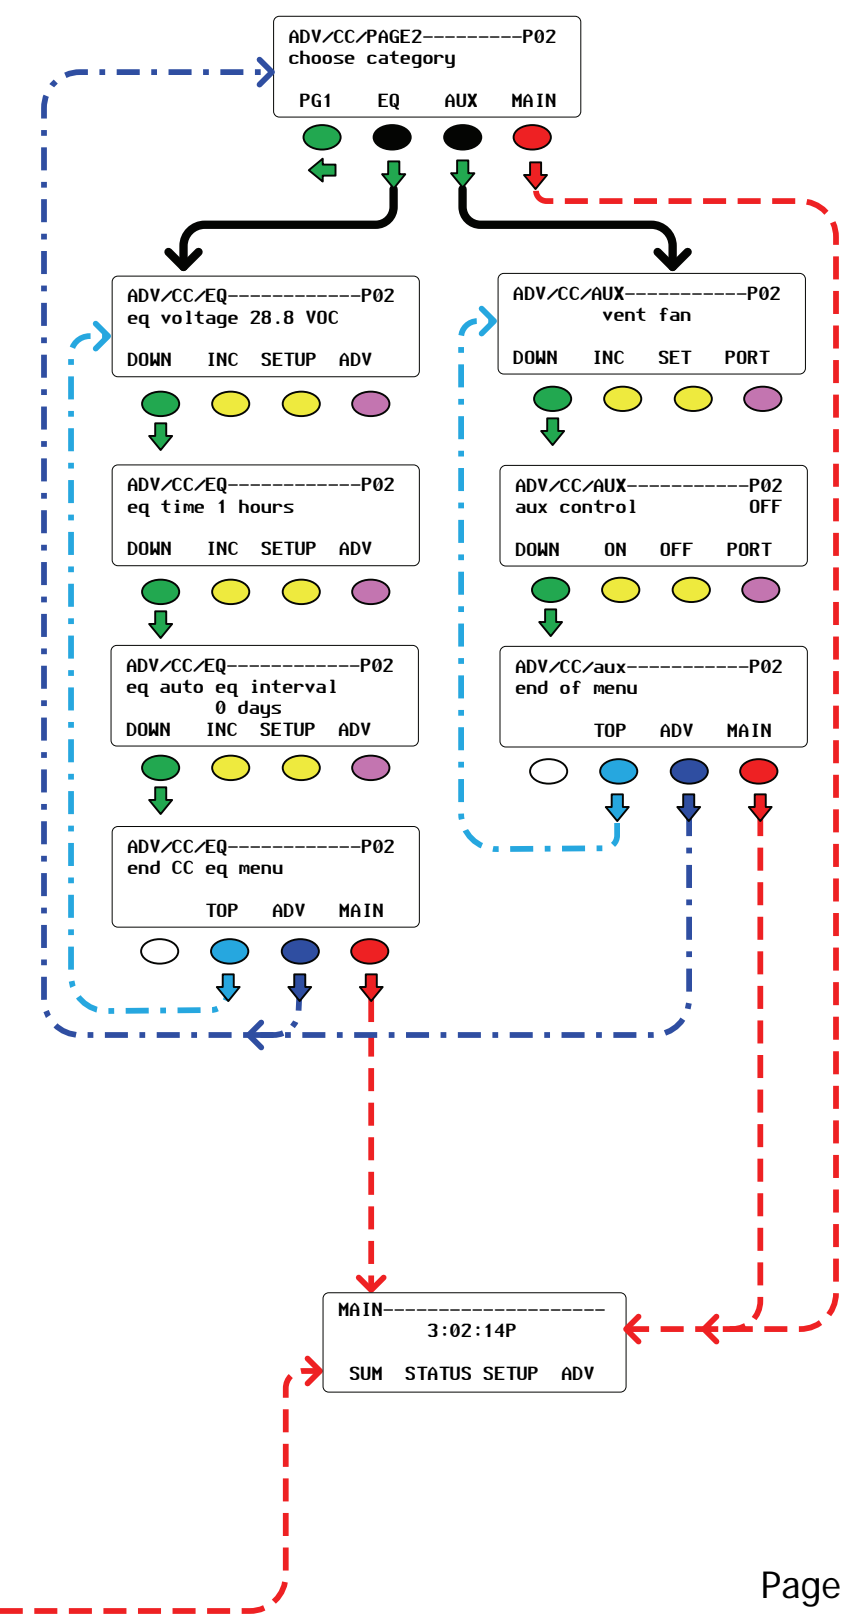 ADV/CC/PAGE2---------P02
choose category
PG1 EQ AUX MAIN
ADV/CC/EQ-----------P02
eq voltage 28.8 VOC
DOWN INC SETUP ADV
ADV/CC/EQ-----------P02
eq time 1 hours
DOWN INC SETUP ADV
ADV/CC/EQ-----------P02
eq auto eq interval
0 days
DOWN INC SETUP ADV
ADV/CC/EQ-----------P02
end CC eq menu
TOP ADV MAIN
ADV/CC/AUX----------P02
vent fan
DOWN INC SET PORT
ADV/CC/AUX----------P02
aux control OFF
DOWN ON OFF PORT
ADV/CC/aux----------P02
end of menu
TOP ADV MAIN
MAIN--------------------
3:02:14P
SUM STATUS SETUP ADV
Page